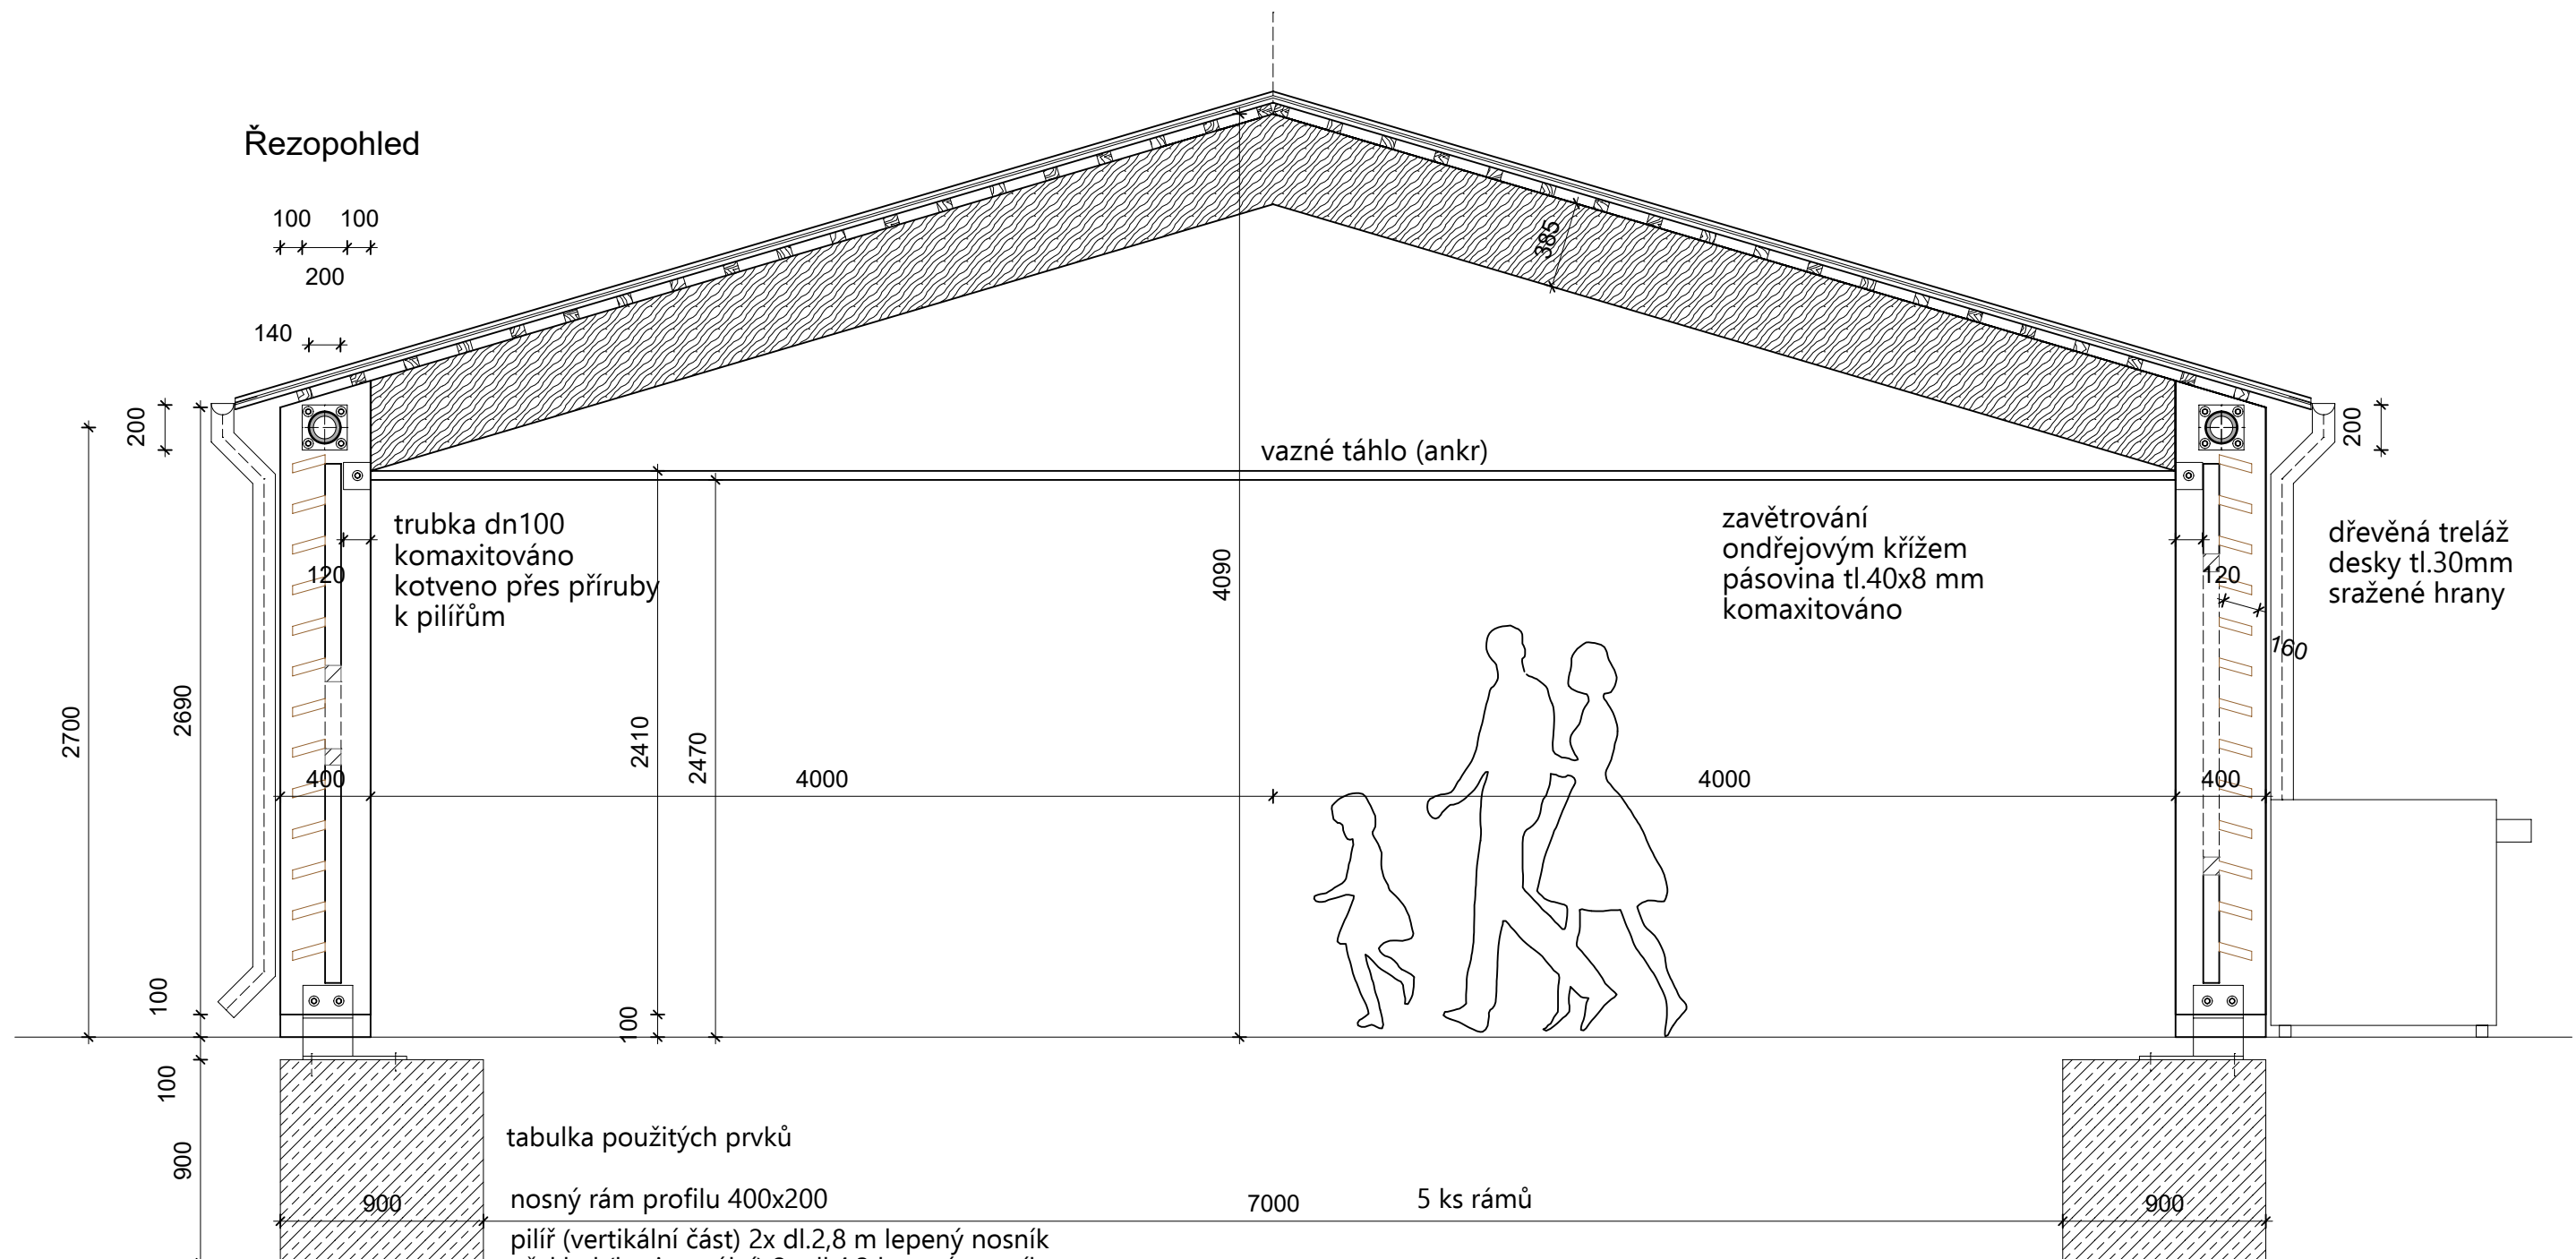 Řezopohled
100 100
200
140
385
200
200
vazné táhlo (ankr)
trubka dn100
komaxitováno
kotveno přes příruby
k pilířům
zavětrování
ondřejovým křížem
pásovina tl.40x8 mm
komaxitováno
dřevěná treláž
desky tl.30mm
sražené hrany
120
4090
120
160
2700
2690
2410
2470
400
4000
4000
400
100
100
100
900
tabulka použitých prvků
900
nosný rám profilu 400x200
7000
5 ks rámů
900
pilíř (vertikální část) 2x dl.2,8 m lepený nosník